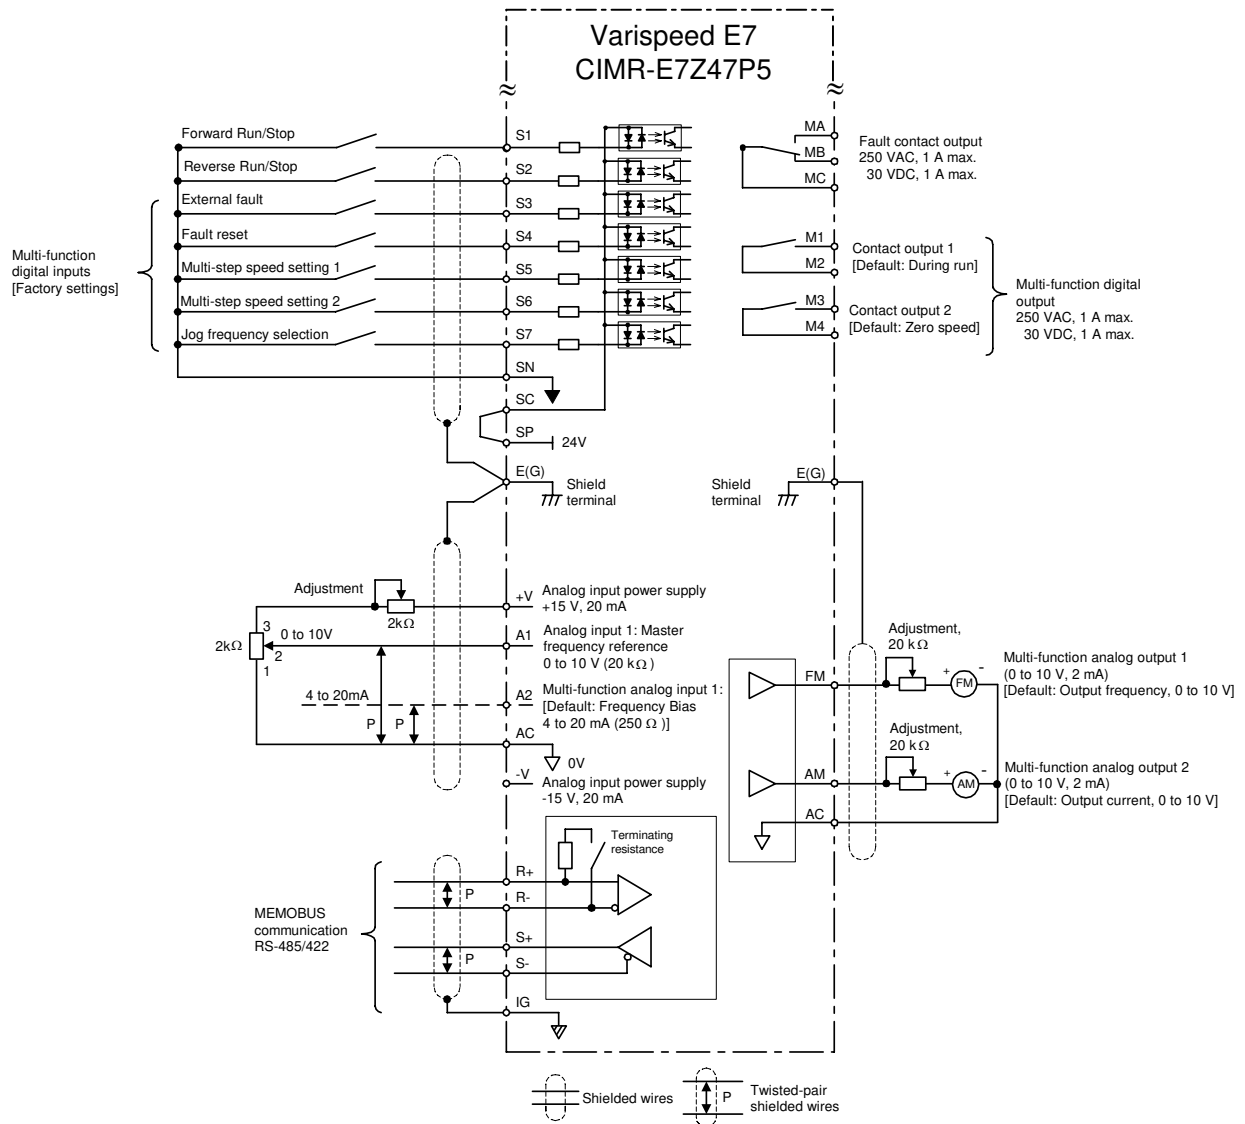 Varispeed E7
CIMR-E7Z47P5
≈
≈
Forward Run/Stop
S1
Reverse Run/Stop
S2
External fault
S3
Fault reset
S4
Multi-step speed setting 1
S5
Multi-step speed setting 2
S6
Jog frequency selection
S7
Multi-function
digital inputs
[Factory settings]
SN
SC
SP
24V
E(G)
Shield
terminal
MA
MB
MC
Fault contact output
250 VAC, 1 A max.
30 VDC, 1 A max.
M1
M2
Contact output 1
[Default: During run]
M3
M4
Contact output 2
[Default: Zero speed]
Multi-function digital
output
250 VAC, 1 A max.
30 VDC, 1 A max.
Shield
terminal
E(G)
Adjustment
2kΩ
+V
Analog input power supply
+15 V, 20 mA
2kΩ
3
2
1
0 to 10V
A1
Analog input 1: Master
frequency reference
0 to 10 V (20 kΩ )
4 to 20mA
P
P
A2
Multi-function analog input 1:
[Default: Frequency Bias
4 to 20 mA (250 Ω )]
AC
0V
-V
Analog input power supply
-15 V, 20 mA
Adjustment,
20 kΩ
FM
+
FM
-
Multi-function analog output 1
(0 to 10 V, 2 mA)
[Default: Output frequency, 0 to 10 V]
Adjustment,
20 kΩ
AM
+
AM
-
Multi-function analog output 2
(0 to 10 V, 2 mA)
[Default: Output current, 0 to 10 V]
AC
Terminating
resistance
MEMOBUS
communication
RS-485/422
P
R+
R-
P
S+
S-
IG
Shielded wires
P
Twisted-pair
shielded wires